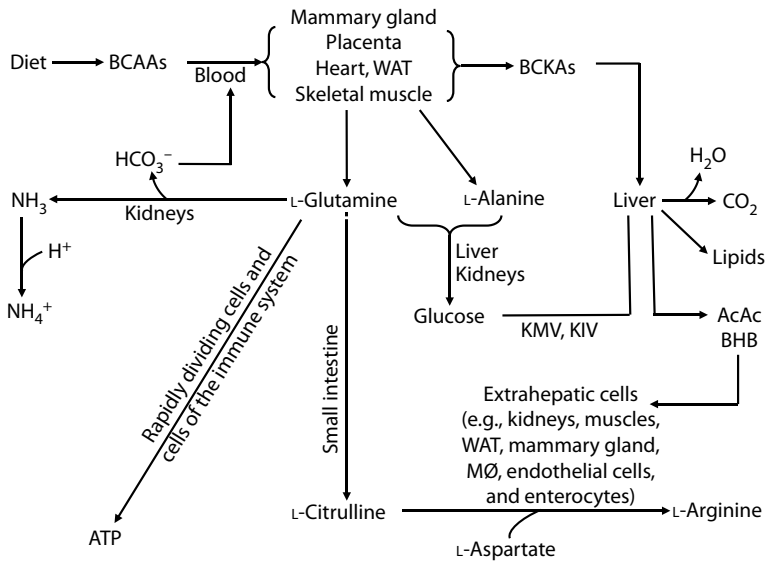 Mammary gland
Placenta
Heart, WAT
Skeletal muscle
Diet
BCAAs
Blood
BCKAs
HCO₃⁻
H₂O
NH₃
Kidneys
L-Glutamine
L-Alanine
Liver
CO₂
H⁺
Liver
Kidneys
Lipids
NH₄⁺
Glucose
KMV, KIV
AcAc
BHB
Rapidly dividing cells and
cells of the immune system
Small intestine
Extrahepatic cells
(e.g., kidneys, muscles,
WAT, mammary gland,
MØ, endothelial cells,
and enterocytes)
L-Citrulline
L-Arginine
ATP
L-Aspartate